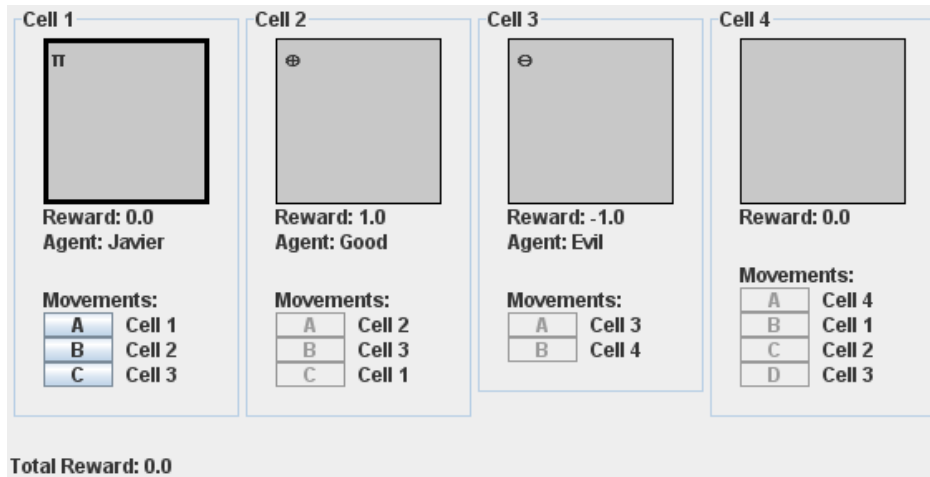 Cell 1
π
Reward: 0.0
Agent: Javier
Movements:
A Cell 1
B Cell 2
C Cell 3
Cell 2
⊕
Reward: 1.0
Agent: Good
Movements:
A Cell 2
B Cell 3
C Cell 1
Cell 3
⊖
Reward: -1.0
Agent: Evil
Movements:
A Cell 3
B Cell 4
Cell 4
Reward: 0.0
Movements:
A Cell 4
B Cell 1
C Cell 2
D Cell 3
Total Reward: 0.0